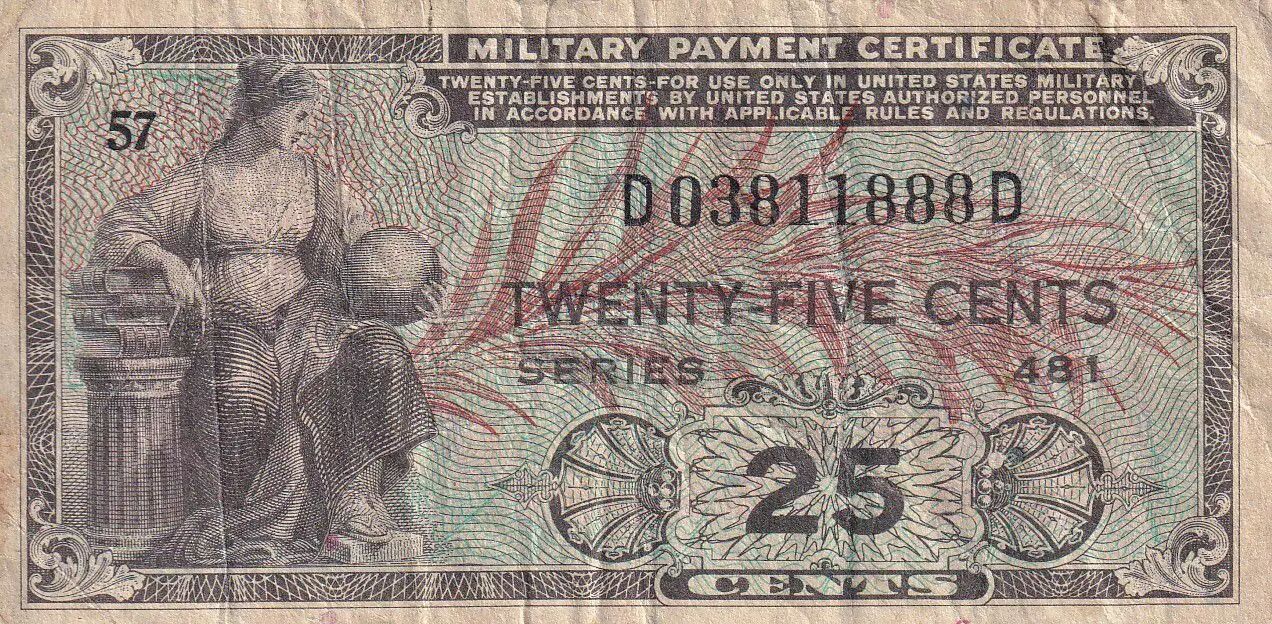 MILITARY PAYMENT CERTIFICATE
TWENTY-FIVE CENTS-FOR USE ONLY IN UNITED STATES MILITARY
ESTABLISHMENTS BY UNITED STATES AUTHORIZED PERSONNEL
IN ACCORDANCE WITH APPLICABLE RULES AND REGULATIONS.
57
D03811888D
TWENTY-FIVE CENTS
SERIES 481
25
CENTS